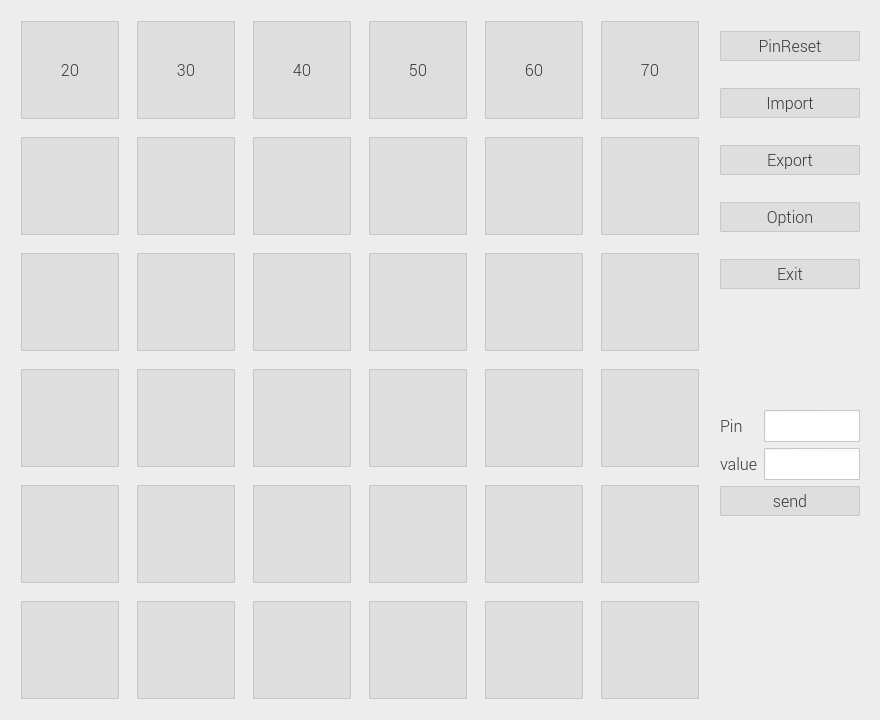 20 30 40 50 60 70
PinReset
Import
Export
Option
Exit
Pin
value
send